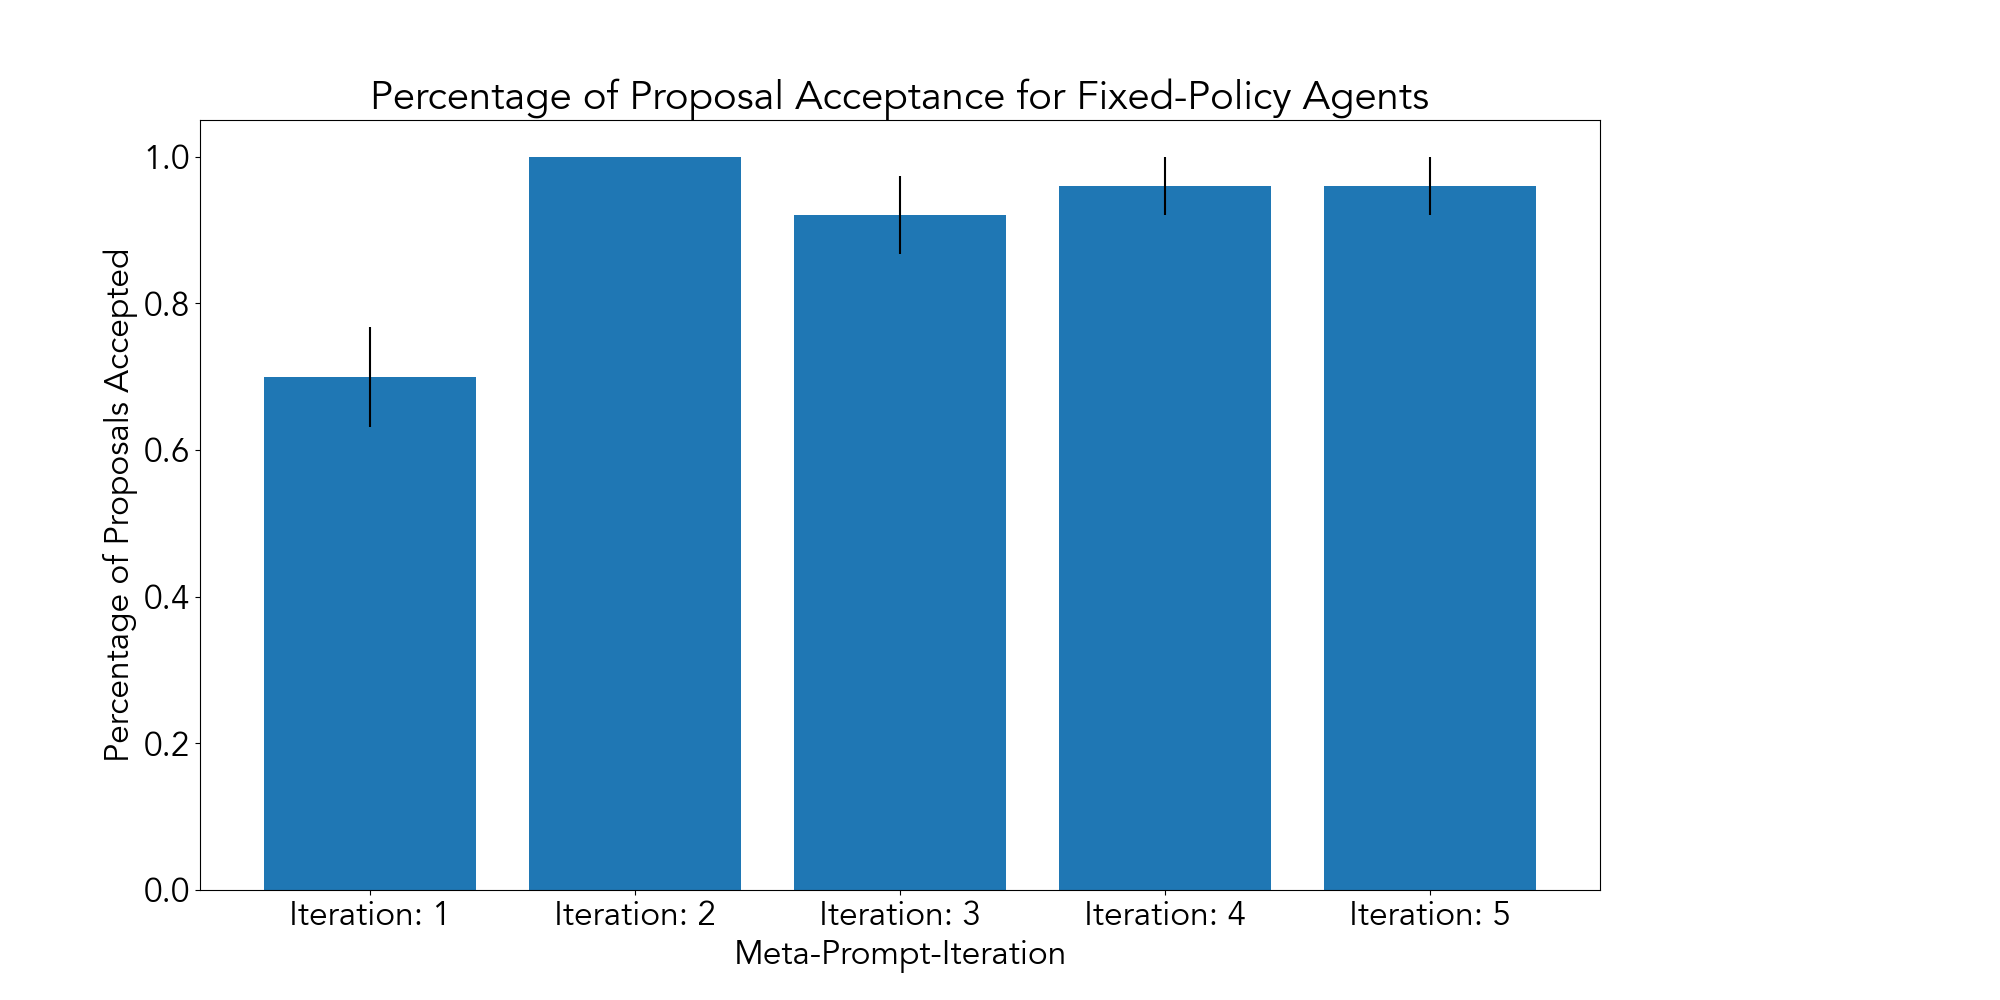 Percentage of Proposal Acceptance for Fixed-Policy Agents
Percentage of Proposals Accepted
1.0
0.8
0.6
0.4
0.2
0.0
Iteration: 1
Iteration: 2
Iteration: 3
Iteration: 4
Iteration: 5
Meta-Prompt-Iteration